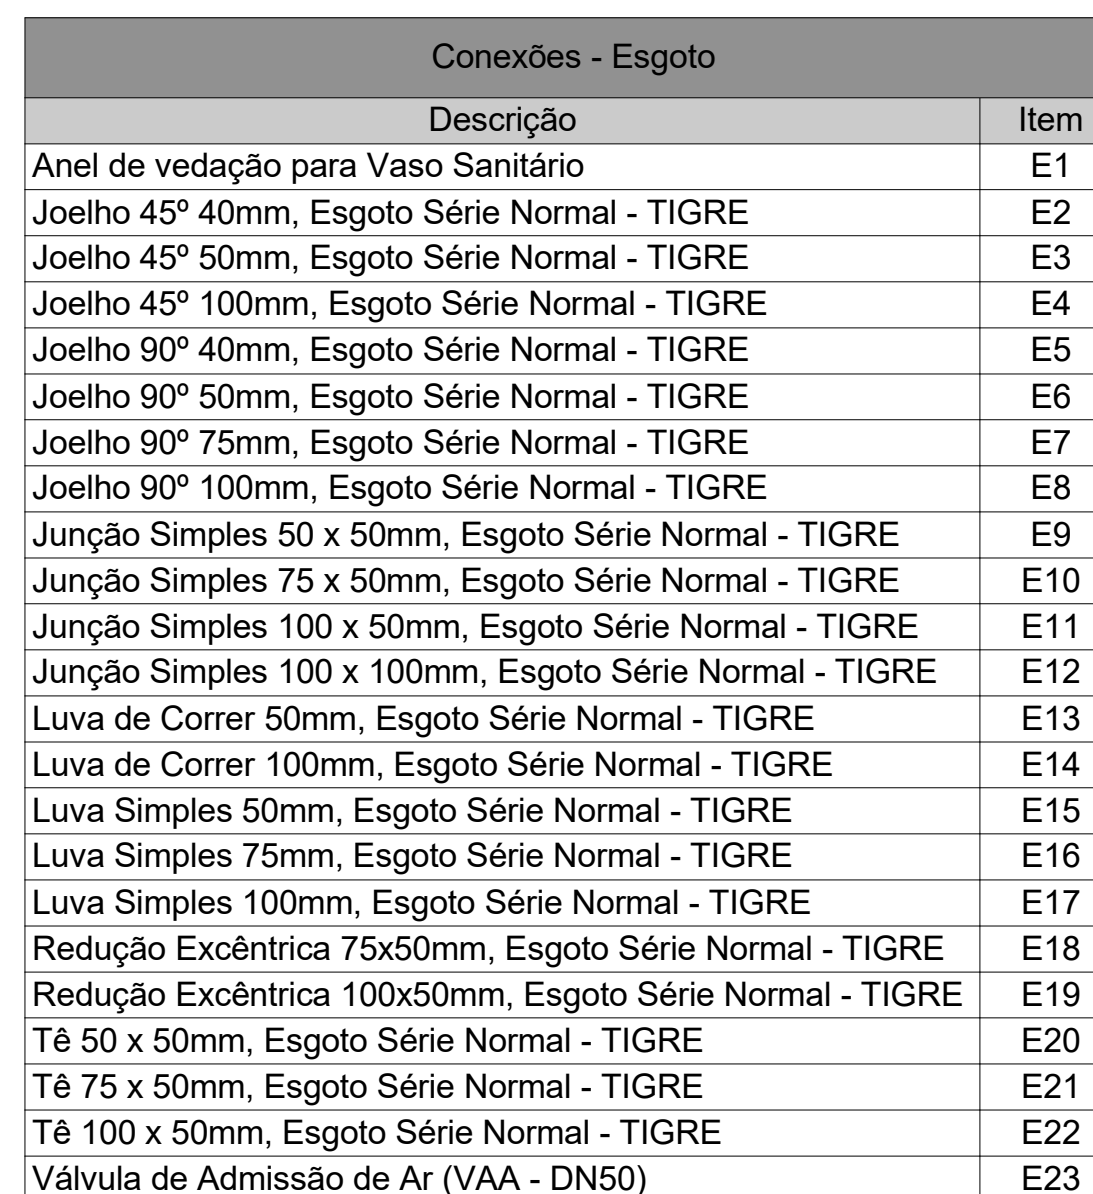 Conexões - Esgoto
Descrição Item
Anel de vedação para Vaso Sanitário E1
Joelho 45º 40mm, Esgoto Série Normal - TIGRE E2
Joelho 45º 50mm, Esgoto Série Normal - TIGRE E3
Joelho 45º 100mm, Esgoto Série Normal - TIGRE E4
Joelho 90º 40mm, Esgoto Série Normal - TIGRE E5
Joelho 90º 50mm, Esgoto Série Normal - TIGRE E6
Joelho 90º 75mm, Esgoto Série Normal - TIGRE E7
Joelho 90º 100mm, Esgoto Série Normal - TIGRE E8
Junção Simples 50 x 50mm, Esgoto Série Normal - TIGRE E9
Junção Simples 75 x 50mm, Esgoto Série Normal - TIGRE E10
Junção Simples 100 x 50mm, Esgoto Série Normal - TIGRE E11
Junção Simples 100 x 100mm, Esgoto Série Normal - TIGRE E12
Luva de Correr 50mm, Esgoto Série Normal - TIGRE E13
Luva de Correr 100mm, Esgoto Série Normal - TIGRE E14
Luva Simples 50mm, Esgoto Série Normal - TIGRE E15
Luva Simples 75mm, Esgoto Série Normal - TIGRE E16
Luva Simples 100mm, Esgoto Série Normal - TIGRE E17
Redução Excêntrica 75x50mm, Esgoto Série Normal - TIGRE E18
Redução Excêntrica 100x50mm, Esgoto Série Normal - TIGRE E19
Tê 50 x 50mm, Esgoto Série Normal - TIGRE E20
Tê 75 x 50mm, Esgoto Série Normal - TIGRE E21
Tê 100 x 50mm, Esgoto Série Normal - TIGRE E22
Válvula de Admissão de Ar (VAA - DN50) E23